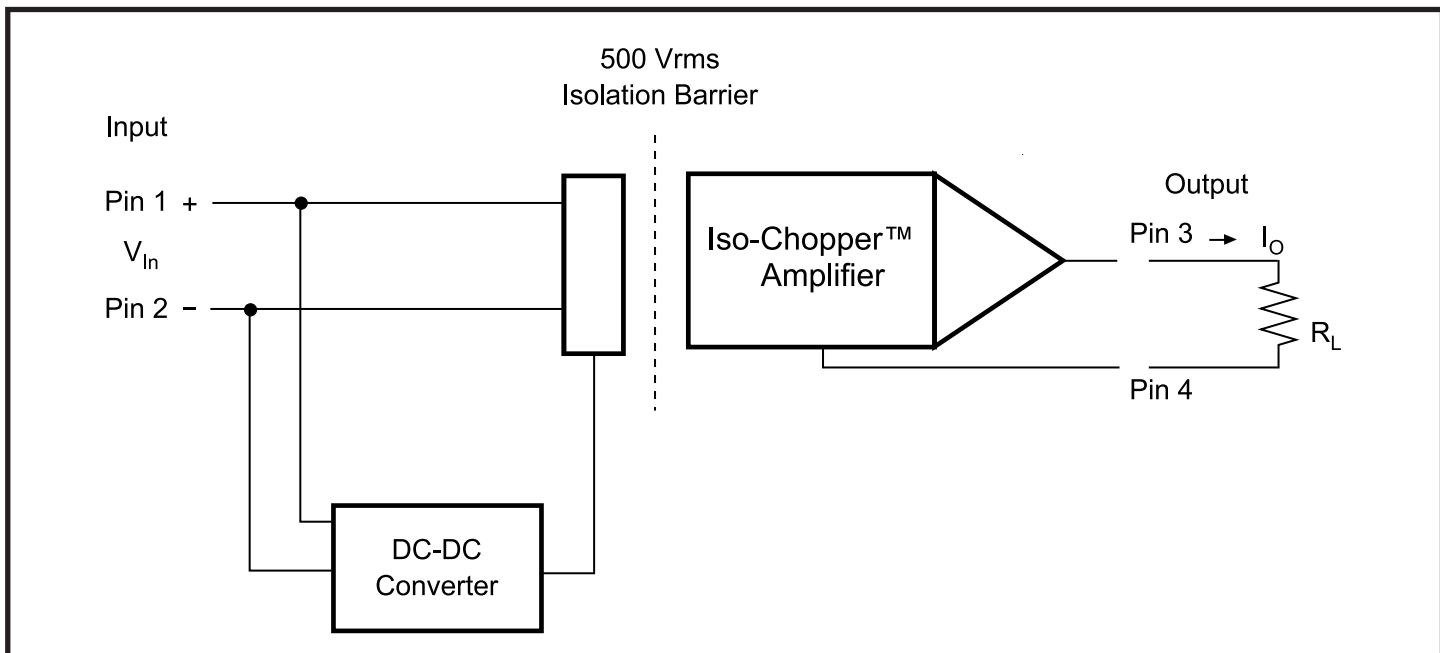 500 Vrms
Isolation Barrier
Input
Pin 1 +
V_In
Pin 2 −
Iso-Chopper™
Amplifier
Output
Pin 3 → I_O
R_L
Pin 4
DC-DC
Converter